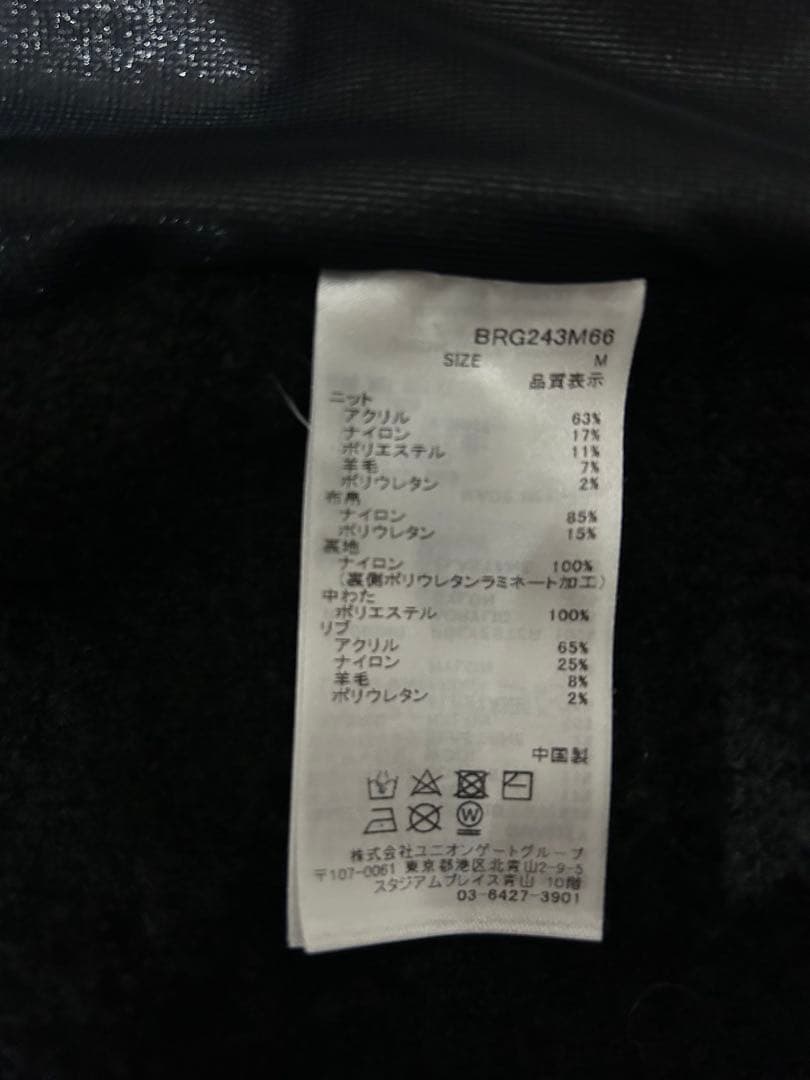 BRG243M66
SIZE M
品質表示
ニット
アクリル 63%
ナイロン 17%
ポリエステル 11%
羊毛 7%
ポリウレタン 2%
布帛
ナイロン 85%
ポリウレタン 15%
裏地
ナイロン 100%
(裏側ポリウレタンラミネート加工)
中わた
ポリエステル 100%
リブ
アクリル 65%
ナイロン 25%
羊毛 8%
ポリウレタン 2%
中国製
W
株式会社ユニオンゲートグループ
〒107-0061 東京都港区北青山2-9-5
スタジアムプレイス青山 10階
03-6427-3901